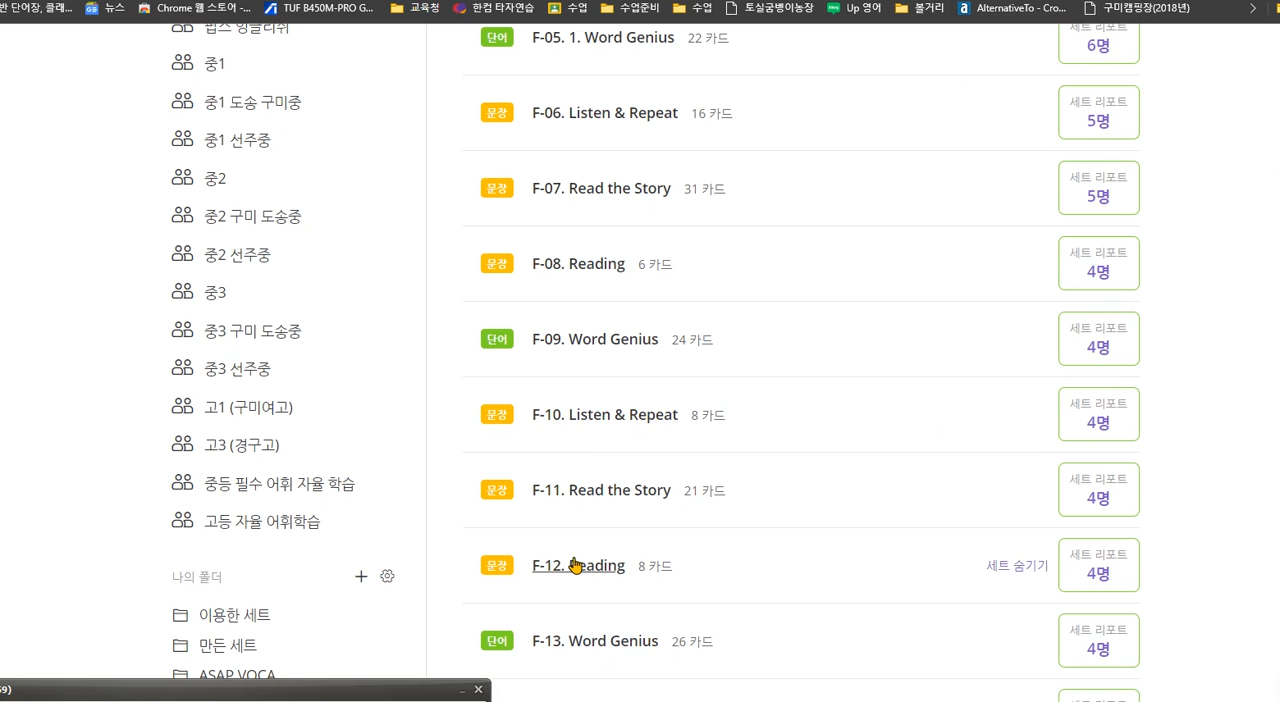 반 단어장, 클래... 뉴스 Chrome 웹 스토어 -... TUF B450M-PRO G... 교육청 한컴 타자연습 수업 수업준비 수업 토실금병이농장 Up 영어 볼거리 AlternativeTo - Cro... 구미캠핑장(2018년)
중1
중1 도송 구미중
중1 선주중
중2
중2 구미 도송중
중2 선주중
중3
중3 구미 도송중
중3 선주중
고1 (구미여고)
고3 (경구고)
중등 필수 어휘 자율 학습
고등 자율 어휘학습
나의 폴더
이용한 세트
만든 세트
ASAP VOCA
단어 F-05. 1. Word Genius 22 카드
세트 리포트
6명
문장 F-06. Listen & Repeat 16 카드
세트 리포트
5명
문장 F-07. Read the Story 31 카드
세트 리포트
5명
문장 F-08. Reading 6 카드
세트 리포트
4명
단어 F-09. Word Genius 24 카드
세트 리포트
4명
문장 F-10. Listen & Repeat 8 카드
세트 리포트
4명
문장 F-11. Read the Story 21 카드
세트 리포트
4명
문장 F-12. Reading 8 카드 세트 숨기기
세트 리포트
4명
단어 F-13. Word Genius 26 카드
세트 리포트
4명